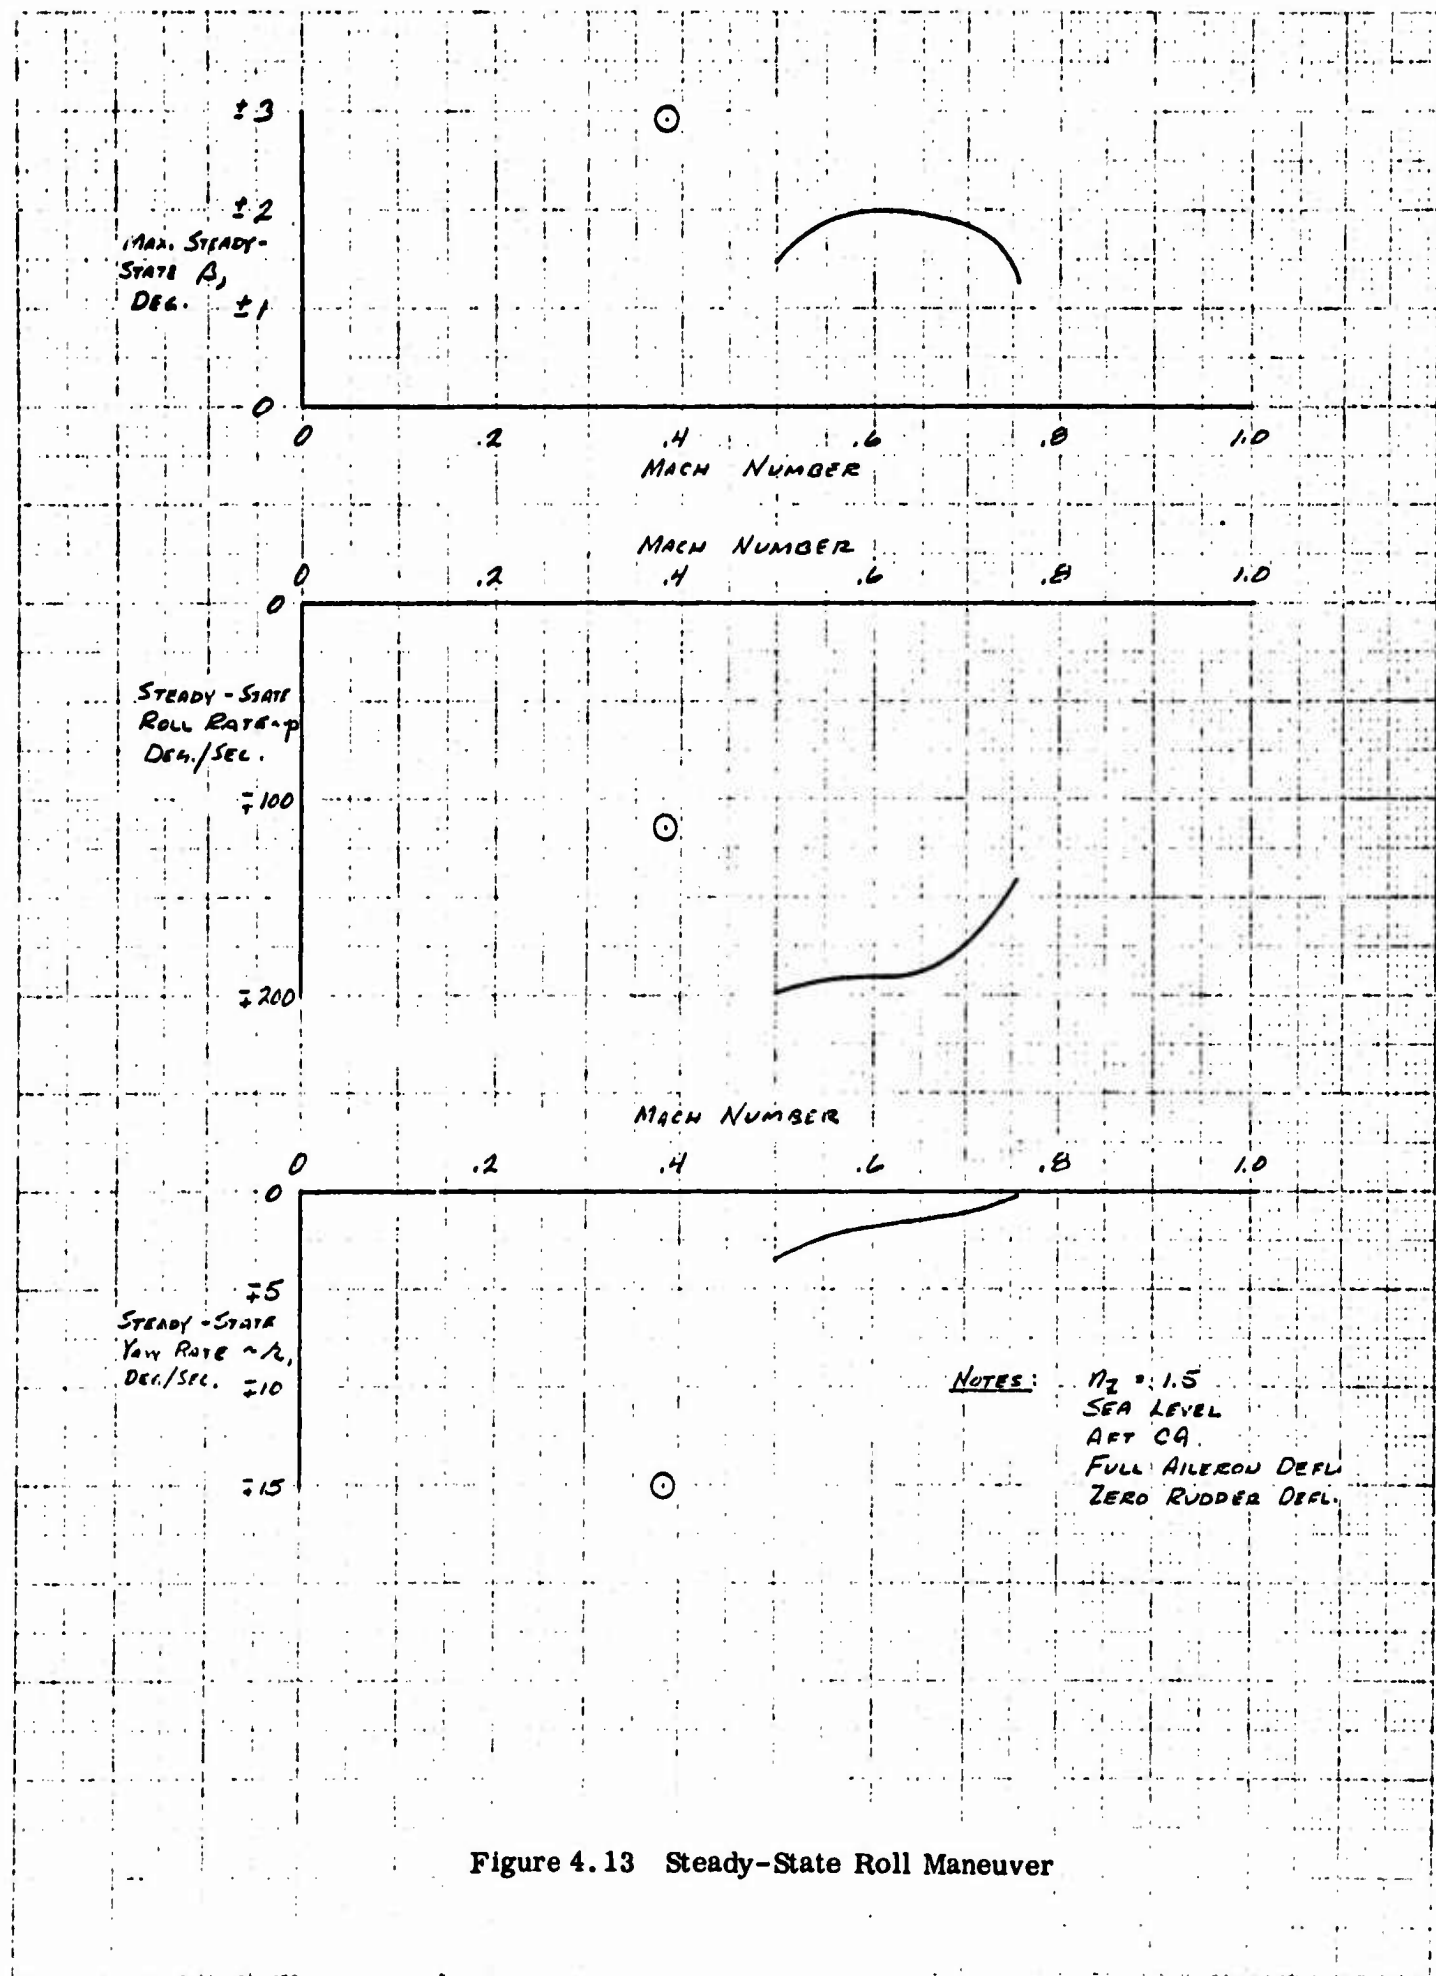 ± 3
± 2
MAX. STEADY-
STATE β,
DEG.
± 1
0
0 .2 .4 .6 .8 1.0
MACH NUMBER
MACH NUMBER
0 .2 .4 .6 .8 1.0
0
STEADY - STATE
ROLL RATE ~ p
DEG./SEC.
∓ 100
∓ 200
MACH NUMBER
0 .2 .4 .6 .8 1.0
0
∓ 5
STEADY - STATE
YAW RATE ~ r,
DEG./SEC.
∓ 10
∓ 15
NOTES: nz = 1.5
SEA LEVEL
AFT CG
FULL AILERON DEFL.
ZERO RUDDER DEFL.
Figure 4.13 Steady-State Roll Maneuver